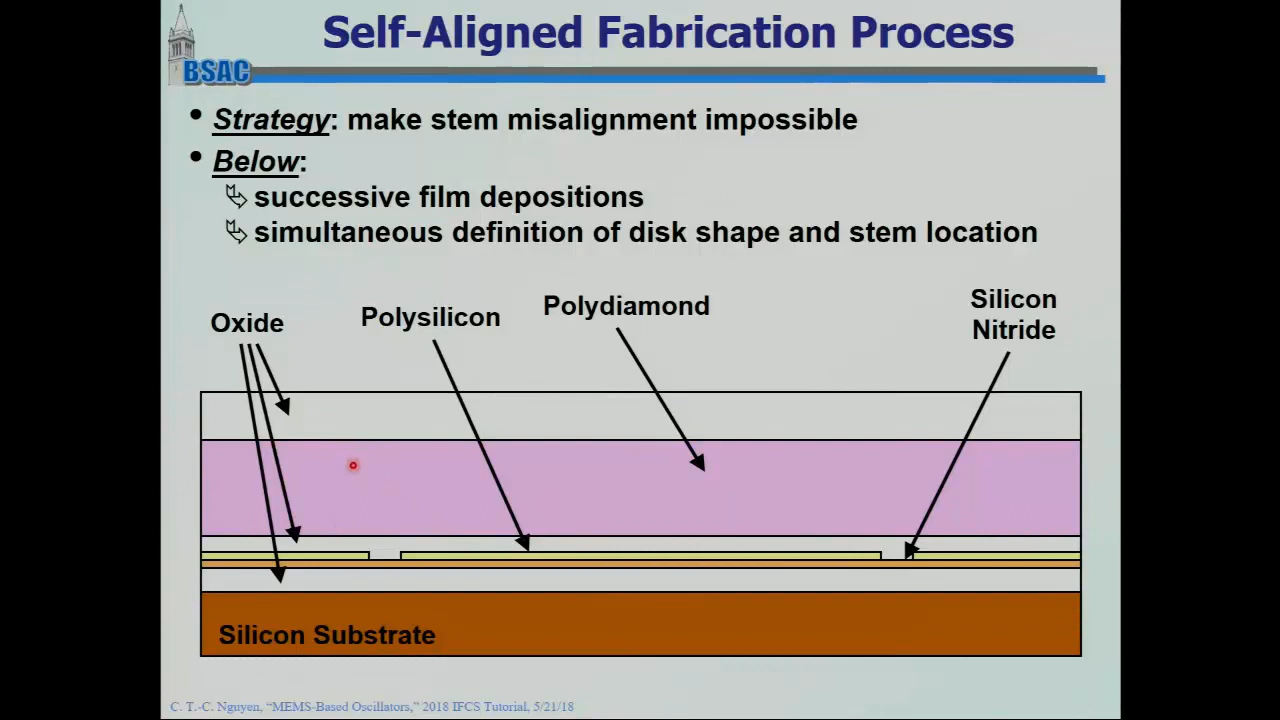 Self-Aligned Fabrication Process
BSAC
• Strategy: make stem misalignment impossible
• Below:
successive film depositions
simultaneous definition of disk shape and stem location
Oxide
Polysilicon
Polydiamond
Silicon
Nitride
Silicon Substrate
C. T.-C. Nguyen, “MEMS-Based Oscillators,” 2018 IFCS Tutorial, 5/21/18